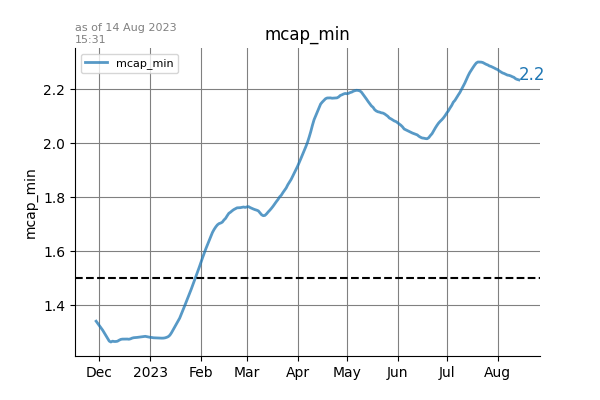 as of 14 Aug 2023
15:31
mcap_min
mcap_min
2.2
2.2
2.0
1.8
1.6
1.4
mcap_min
Dec 2023 Feb Mar Apr May Jun Jul Aug